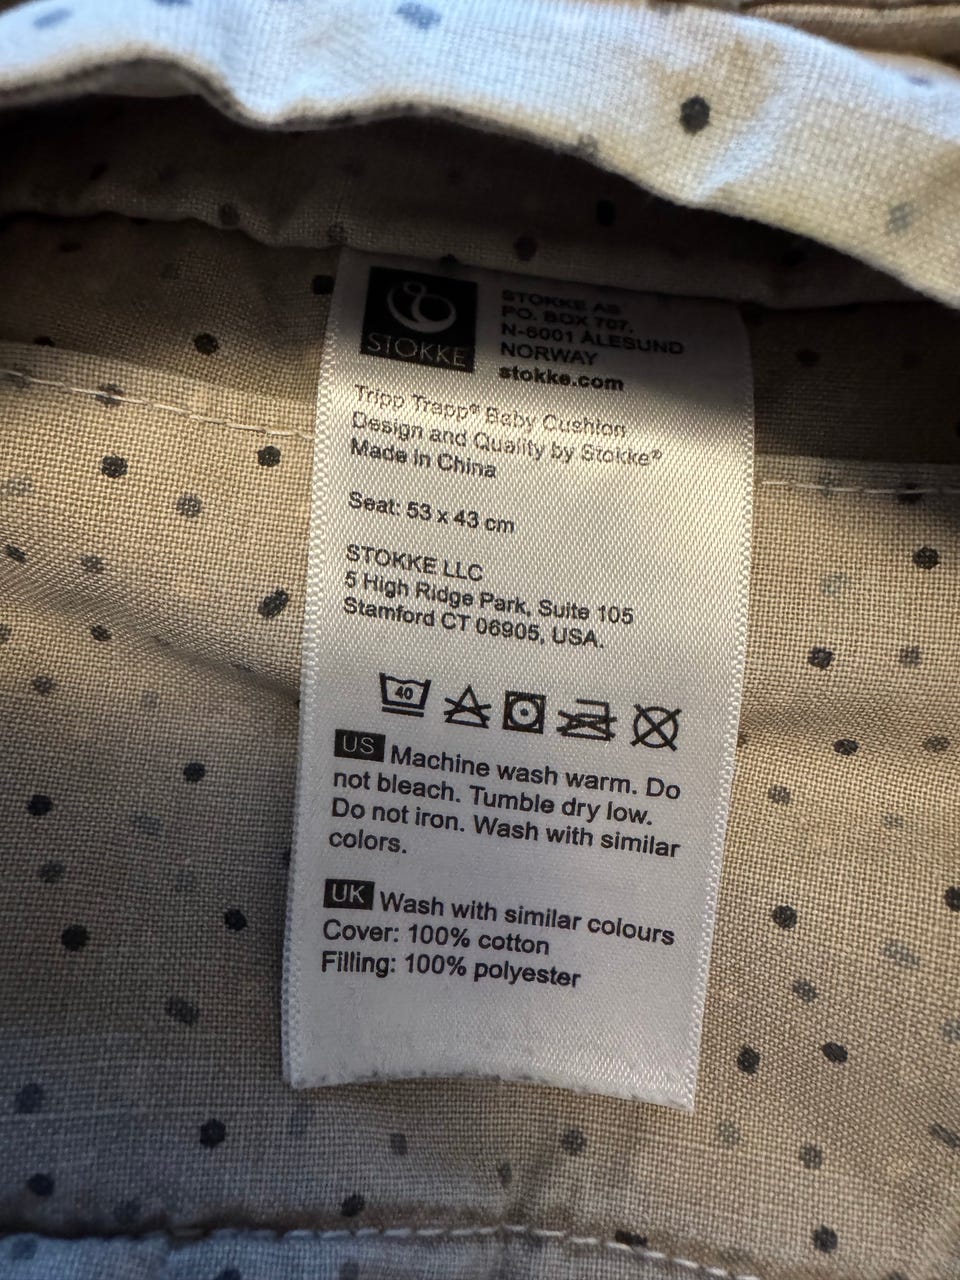 STOKKE
STOKKE AS
PO. BOX 707.
N-6001 ÅLESUND
NORWAY
stokke.com
Tripp Trapp® Baby Cushion
Design and Quality by Stokke®
Made in China
Seat: 53 x 43 cm
STOKKE LLC
5 High Ridge Park, Suite 105
Stamford CT 06905, USA.
40
US Machine wash warm. Do
not bleach. Tumble dry low.
Do not iron. Wash with similar
colors.
UK Wash with similar colours
Cover: 100% cotton
Filling: 100% polyester